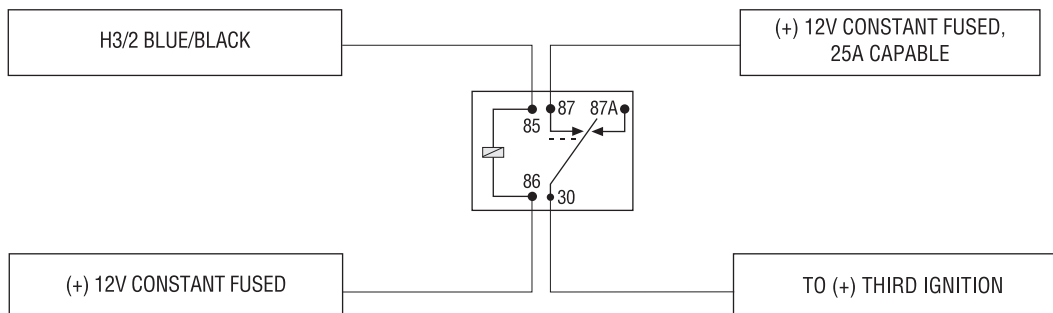 H3/2 BLUE/BLACK
(+) 12V CONSTANT FUSED,
25A CAPABLE
87 87A
85
86
30
(+) 12V CONSTANT FUSED
TO (+) THIRD IGNITION